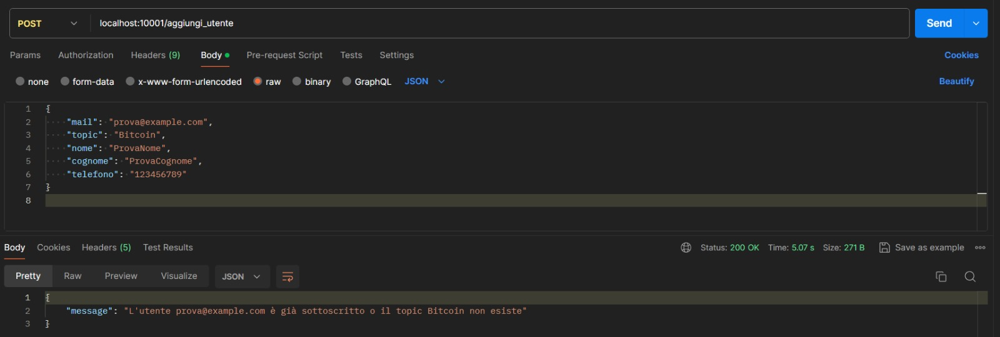 POST localhost:10001/aggiungi_utente Send
Params Authorization Headers (9) Body Pre-request Script Tests Settings Cookies
none form-data x-www-form-urlencoded raw binary GraphQL JSON Beautify
1 {
2 "mail": "prova@example.com",
3 "topic": "Bitcoin",
4 "nome": "ProvaNome",
5 "cognome": "ProvaCognome",
6 "telefono": "123456789"
7 }
8
Body Cookies Headers (5) Test Results Status: 200 OK Time: 5.07 s Size: 271 B Save as example
Pretty Raw Preview Visualize JSON
1 {
2 "message": "L'utente prova@example.com è già sottoscritto o il topic Bitcoin non esiste"
3 }